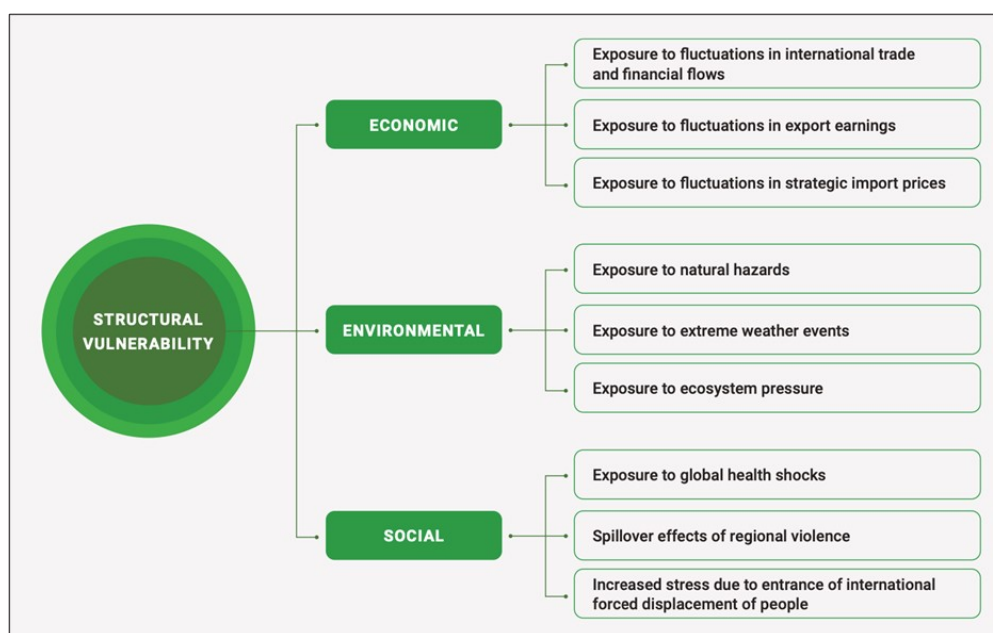 STRUCTURAL
VULNERABILITY
ECONOMIC
Exposure to fluctuations in international trade
and financial flows
Exposure to fluctuations in export earnings
Exposure to fluctuations in strategic import prices
ENVIRONMENTAL
Exposure to natural hazards
Exposure to extreme weather events
Exposure to ecosystem pressure
SOCIAL
Exposure to global health shocks
Spillover effects of regional violence
Increased stress due to entrance of international
forced displacement of people